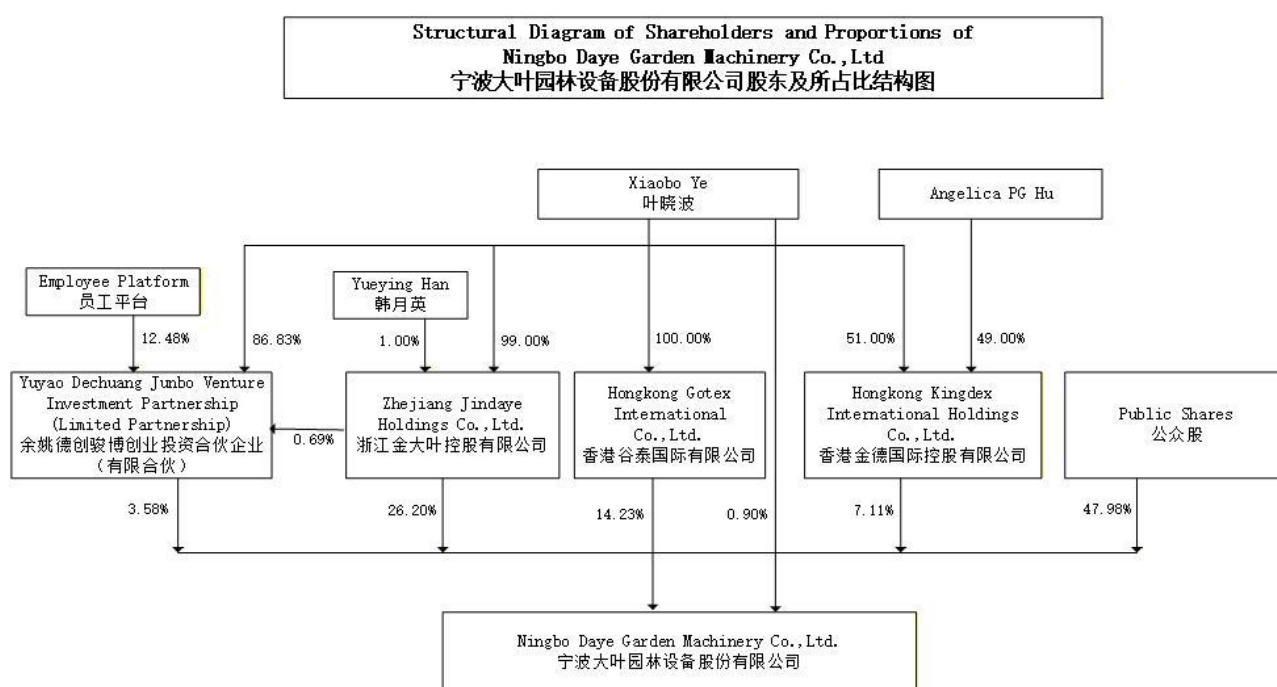 Structural Diagram of Shareholders and Proportions of
Ningbo Daye Garden Machinery Co.,Ltd
宁波大叶园林设备股份有限公司股东及所占比结构图
Xiaobo Ye
叶晓波
Angelica PG Hu
Employee Platform
员工平台
Yueying Han
韩月英
12.48%
86.83%
1.00%
99.00%
100.00%
51.00%
49.00%
Yuyao Dechuang Junbo Venture
Investment Partnership
(Limited Partnership)
余姚德创骏博创业投资合伙企业
（有限合伙）
0.69%
Zhejiang Jindaye
Holdings Co.,Ltd.
浙江金大叶控股有限公司
Hongkong Gotex
International
Co.,Ltd.
香港谷泰国际有限公司
Hongkong Kingdex
International Holdings
Co.,Ltd.
香港金德国际控股有限公司
Public Shares
公众股
3.58%
26.20%
14.23%
0.90%
7.11%
47.98%
Ningbo Daye Garden Machinery Co.,Ltd.
宁波大叶园林设备股份有限公司